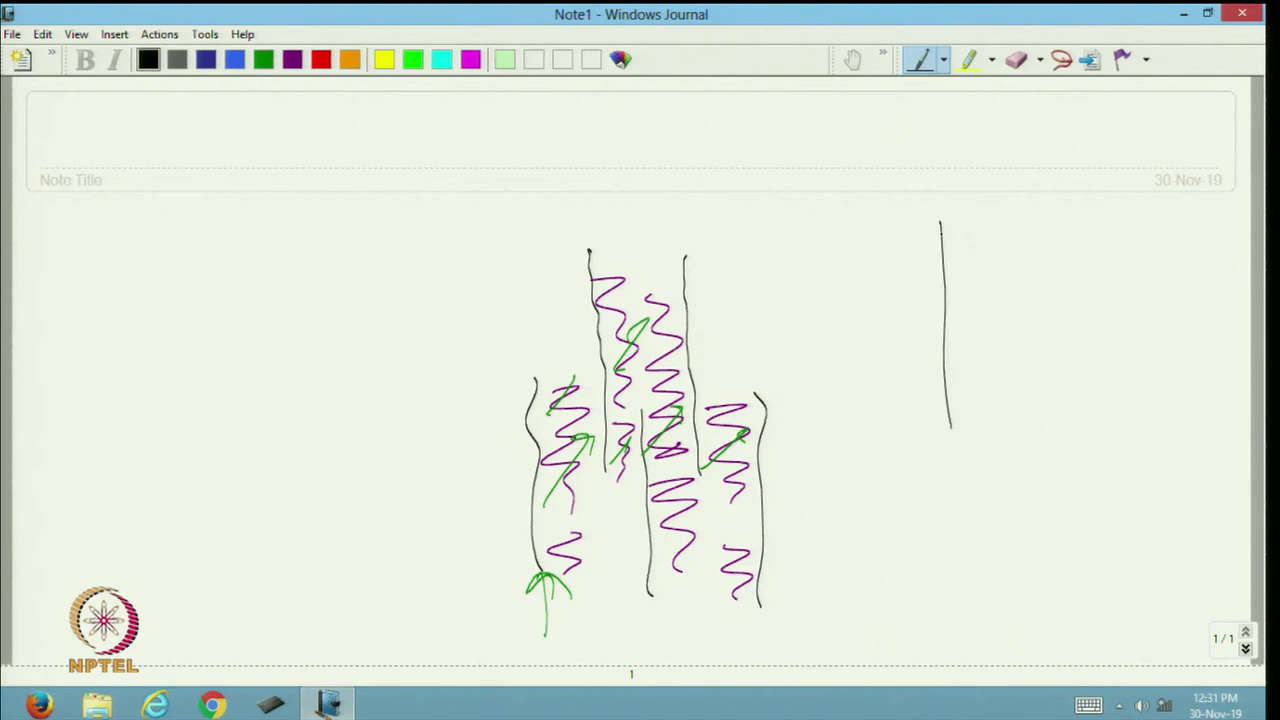 Note1 - Windows Journal
File Edit View Insert Actions Tools Help
B I
Note Title
30-Nov-19
NPTEL
1/1
1
12:31 PM
30-Nov-19